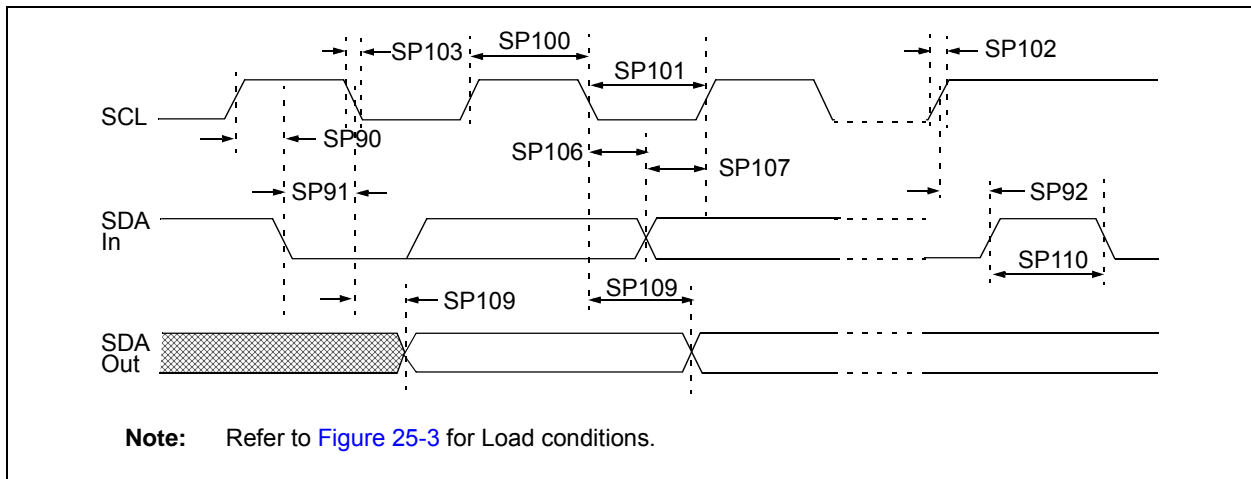 SP103
SP100
SP101
SP102
SCL
SP90
SP106
SP107
SP91
SP92
SDA
In
SP110
SP109
SP109
SDA
Out
Note: Refer to Figure 25-3 for Load conditions.